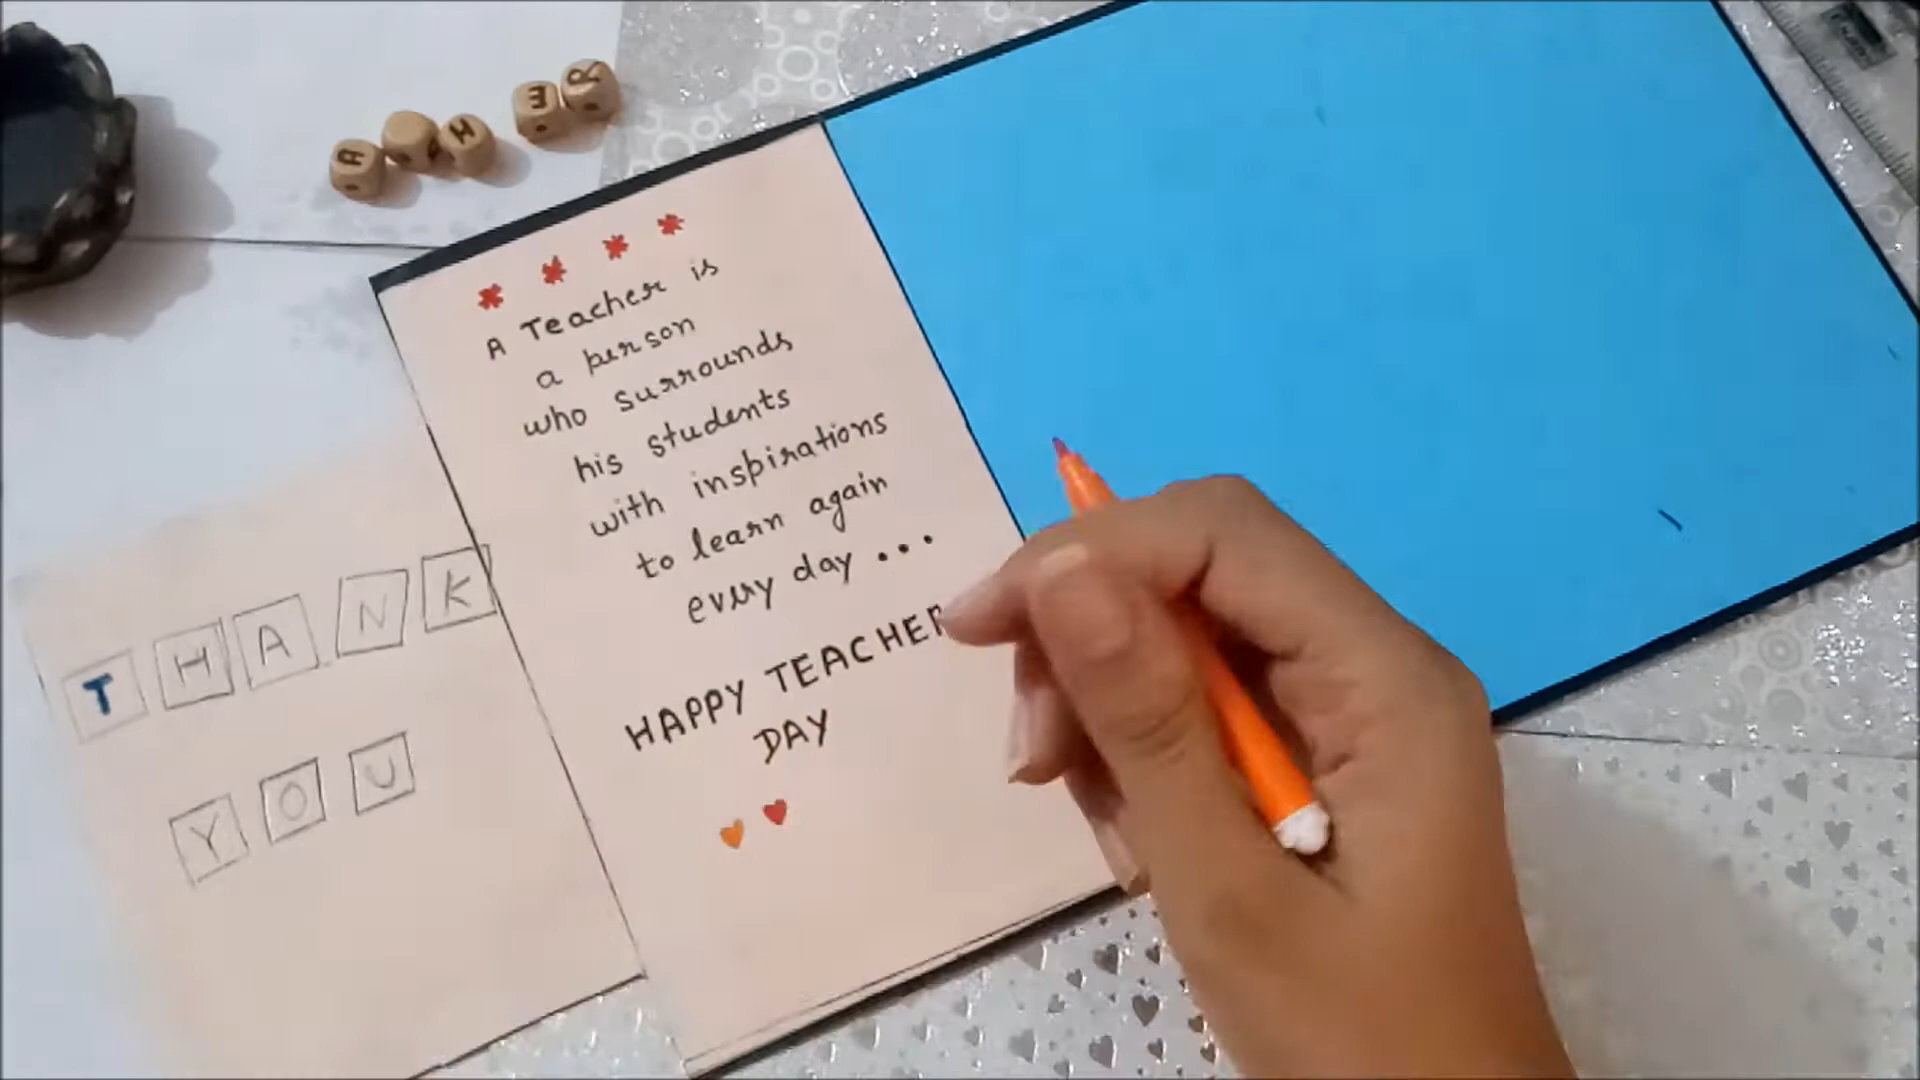 A H E R
A Teacher is
a person
who surrounds
his students
with inspirations
to learn again
every day...
HAPPY TEACHER
DAY
THANK
YOU